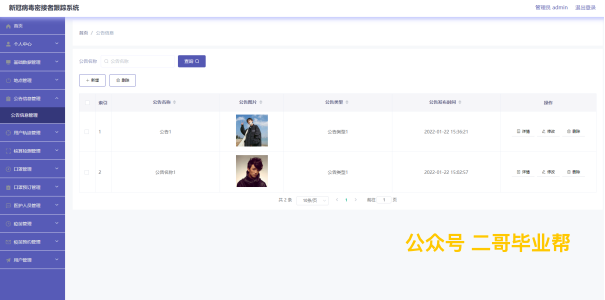 新冠病毒密接者跟踪系统
管理员 admin 退出登录
首页
首页 / 公告信息
个人中心
公告名称 公告名称 查询
基础数据管理
地点管理
+ 新增 删除
公告信息管理
索引 公告名称 公告图片 公告类型 公告发布时间 操作
公告信息管理
用户轨迹管理
1 公告1 公告类型1 2022-01-22 15:36:21 详情 修改 删除
核算检测管理
口罩管理
2 公告名称1 公告类型1 2022-01-22 15:02:57 详情 修改 删除
口罩预订管理
共 2 条 10条/页 1 前往 1 页
医护人员管理
疫苗管理
疫苗预约管理
用户管理
公众号 二哥毕业帮